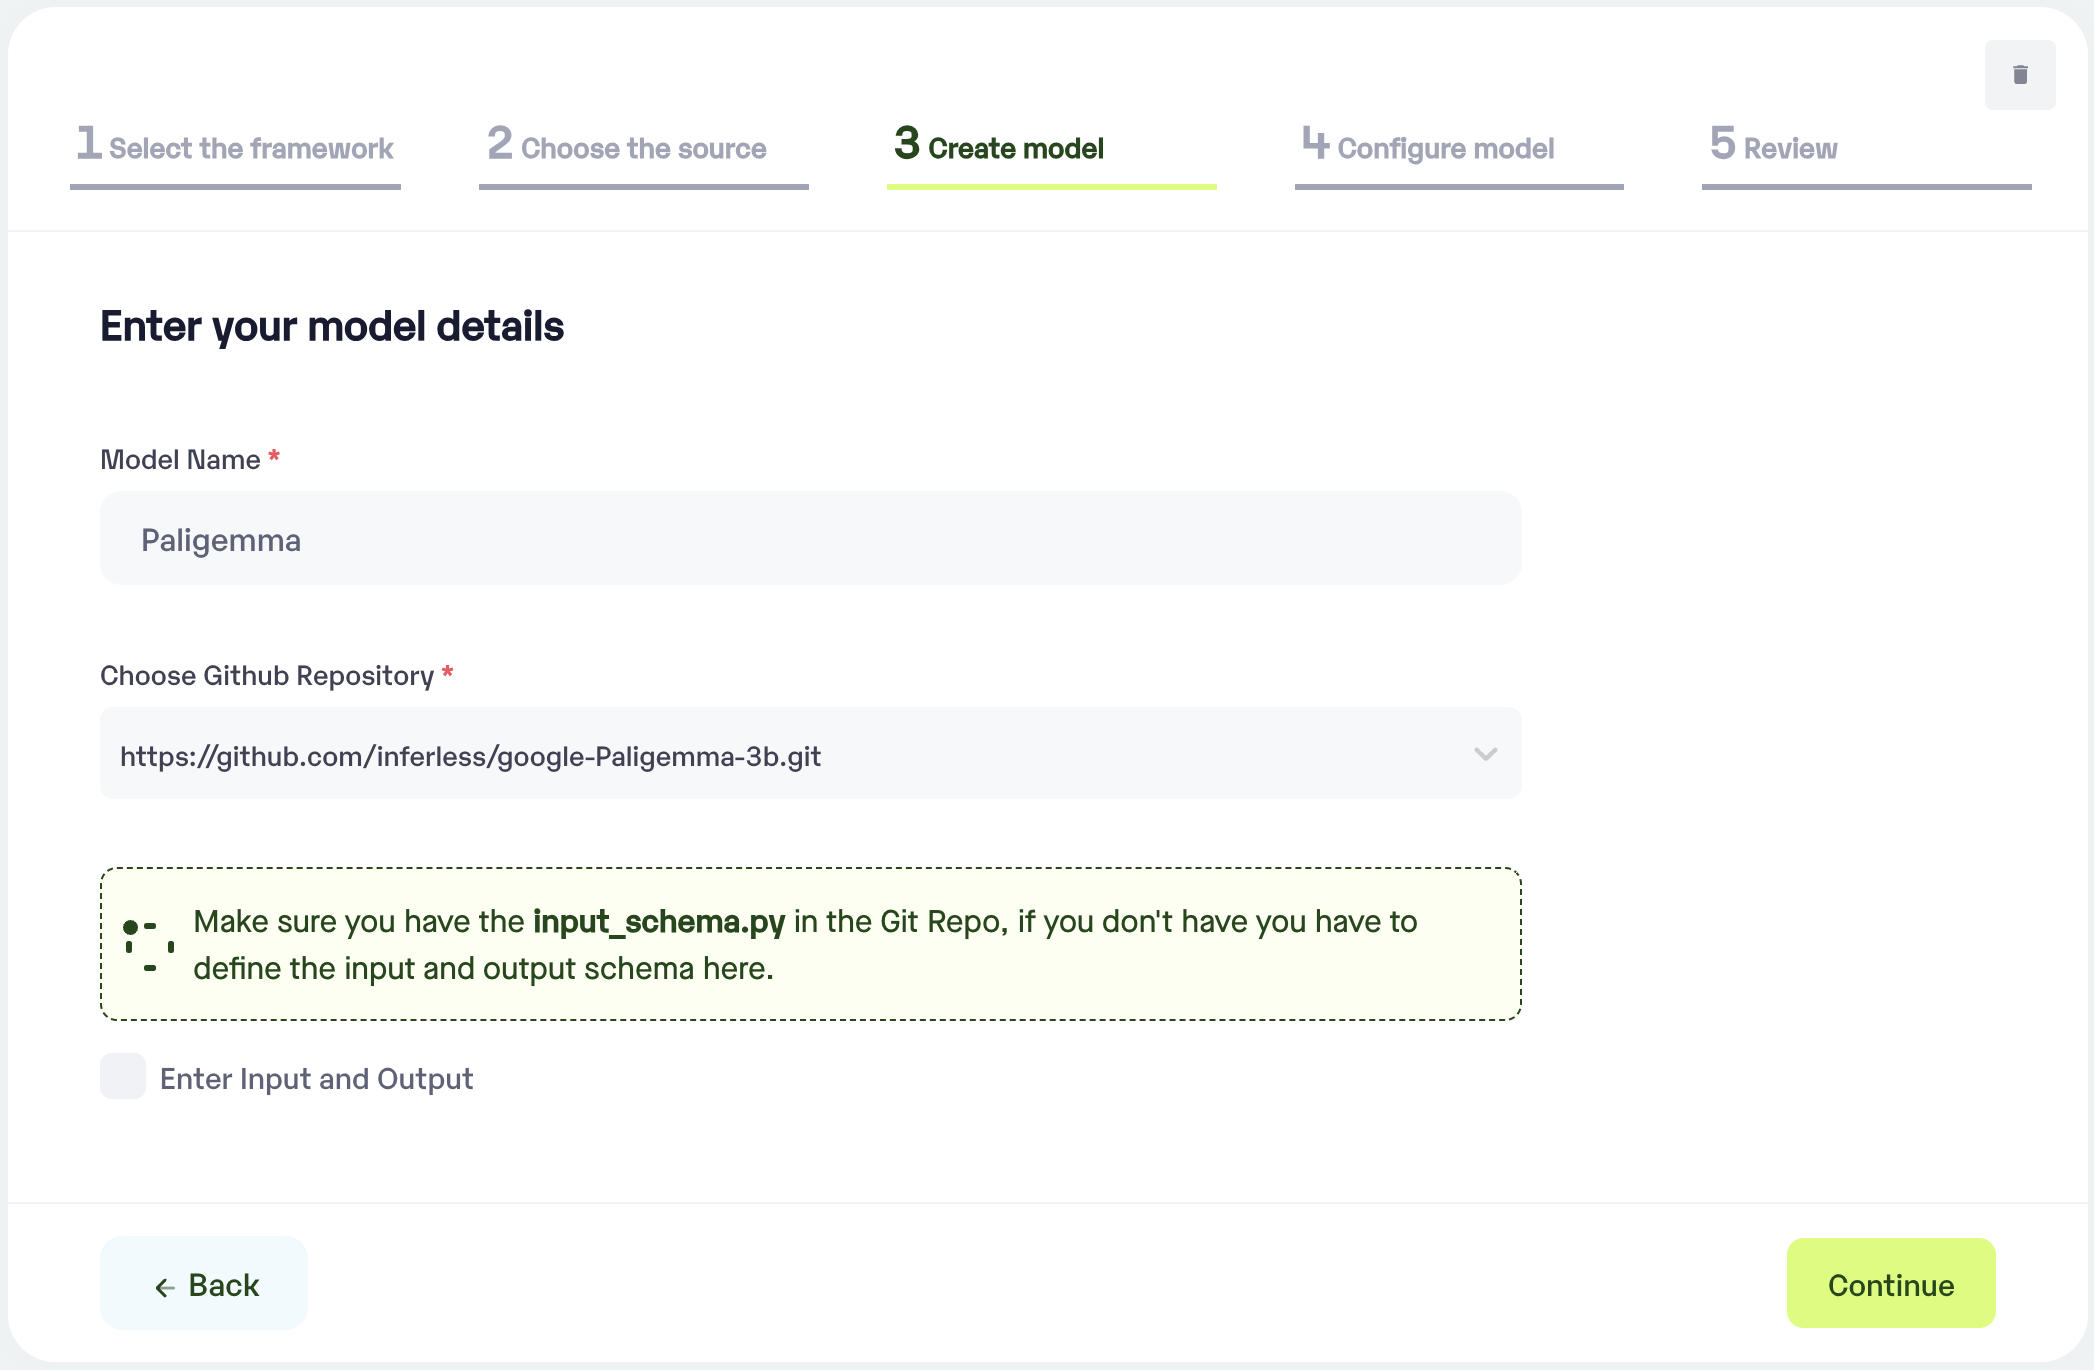 1 Select the framework
2 Choose the source
3 Create model
4 Configure model
5 Review
Enter your model details
Model Name *
Paligemma
Choose Github Repository *
https://github.com/inferless/google-Paligemma-3b.git
Make sure you have the input_schema.py in the Git Repo, if you don't have you have to
define the input and output schema here.
Enter Input and Output
← Back
Continue